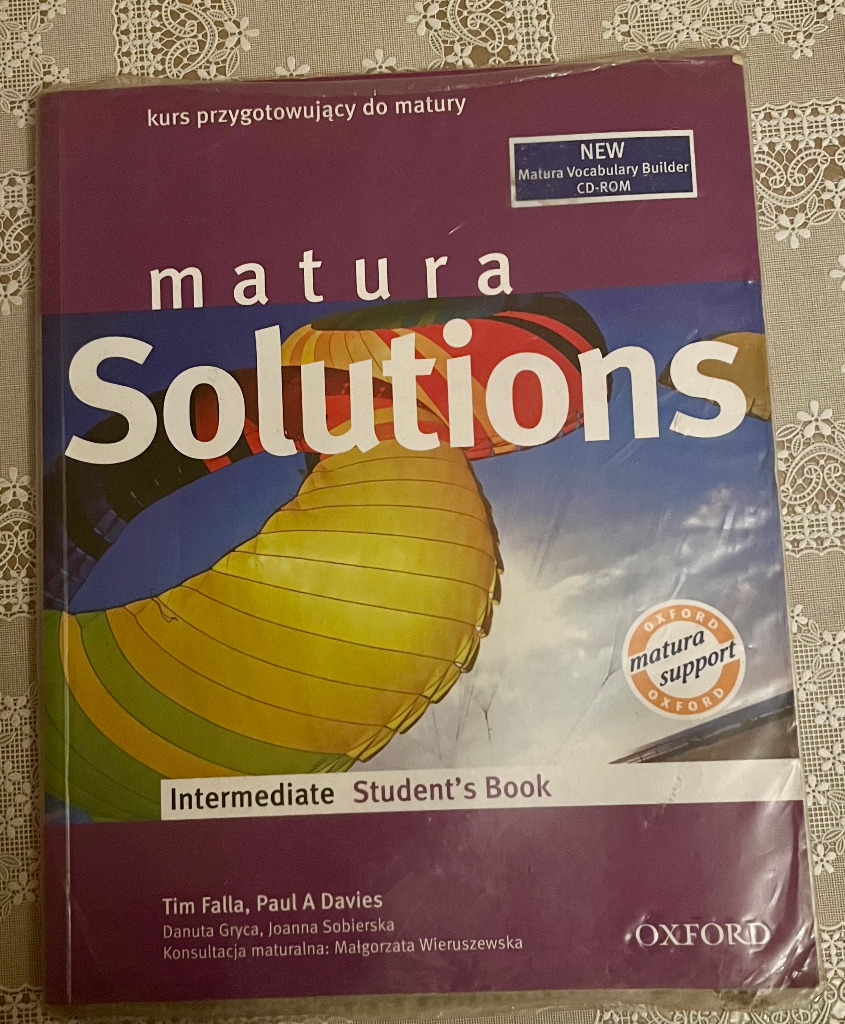 kurs przygotowujący do matury
NEW
Matura Vocabulary Builder
CD-ROM
matura
Solutions
OXFORD
matura
support
OXFORD
Intermediate Student's Book
Tim Falla, Paul A Davies
Danuta Gryca, Joanna Sobierska
Konsultacja maturalna: Małgorzata Wieruszewska
OXFORD